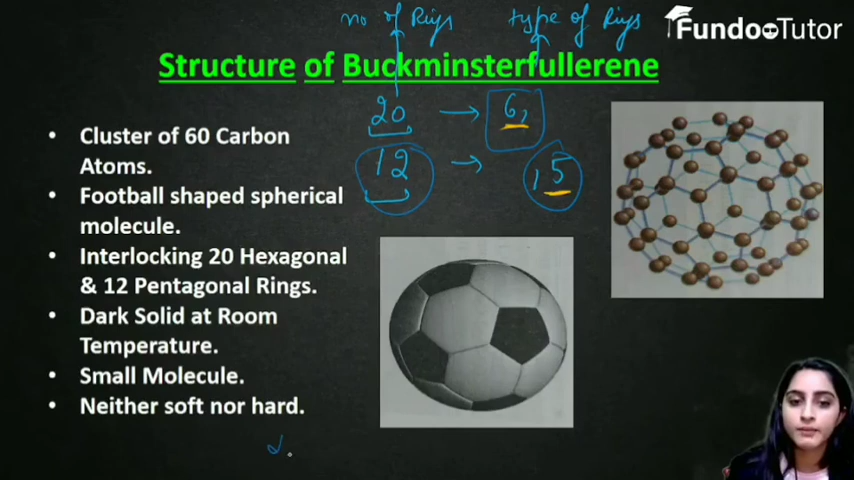 no of Rings type of Rings
FundooTutor
Structure of Buckminsterfullerene
20 → 6,
12 → , 5
• Cluster of 60 Carbon
Atoms.
• Football shaped spherical
molecule.
• Interlocking 20 Hexagonal
& 12 Pentagonal Rings.
• Dark Solid at Room
Temperature.
• Small Molecule.
• Neither soft nor hard.